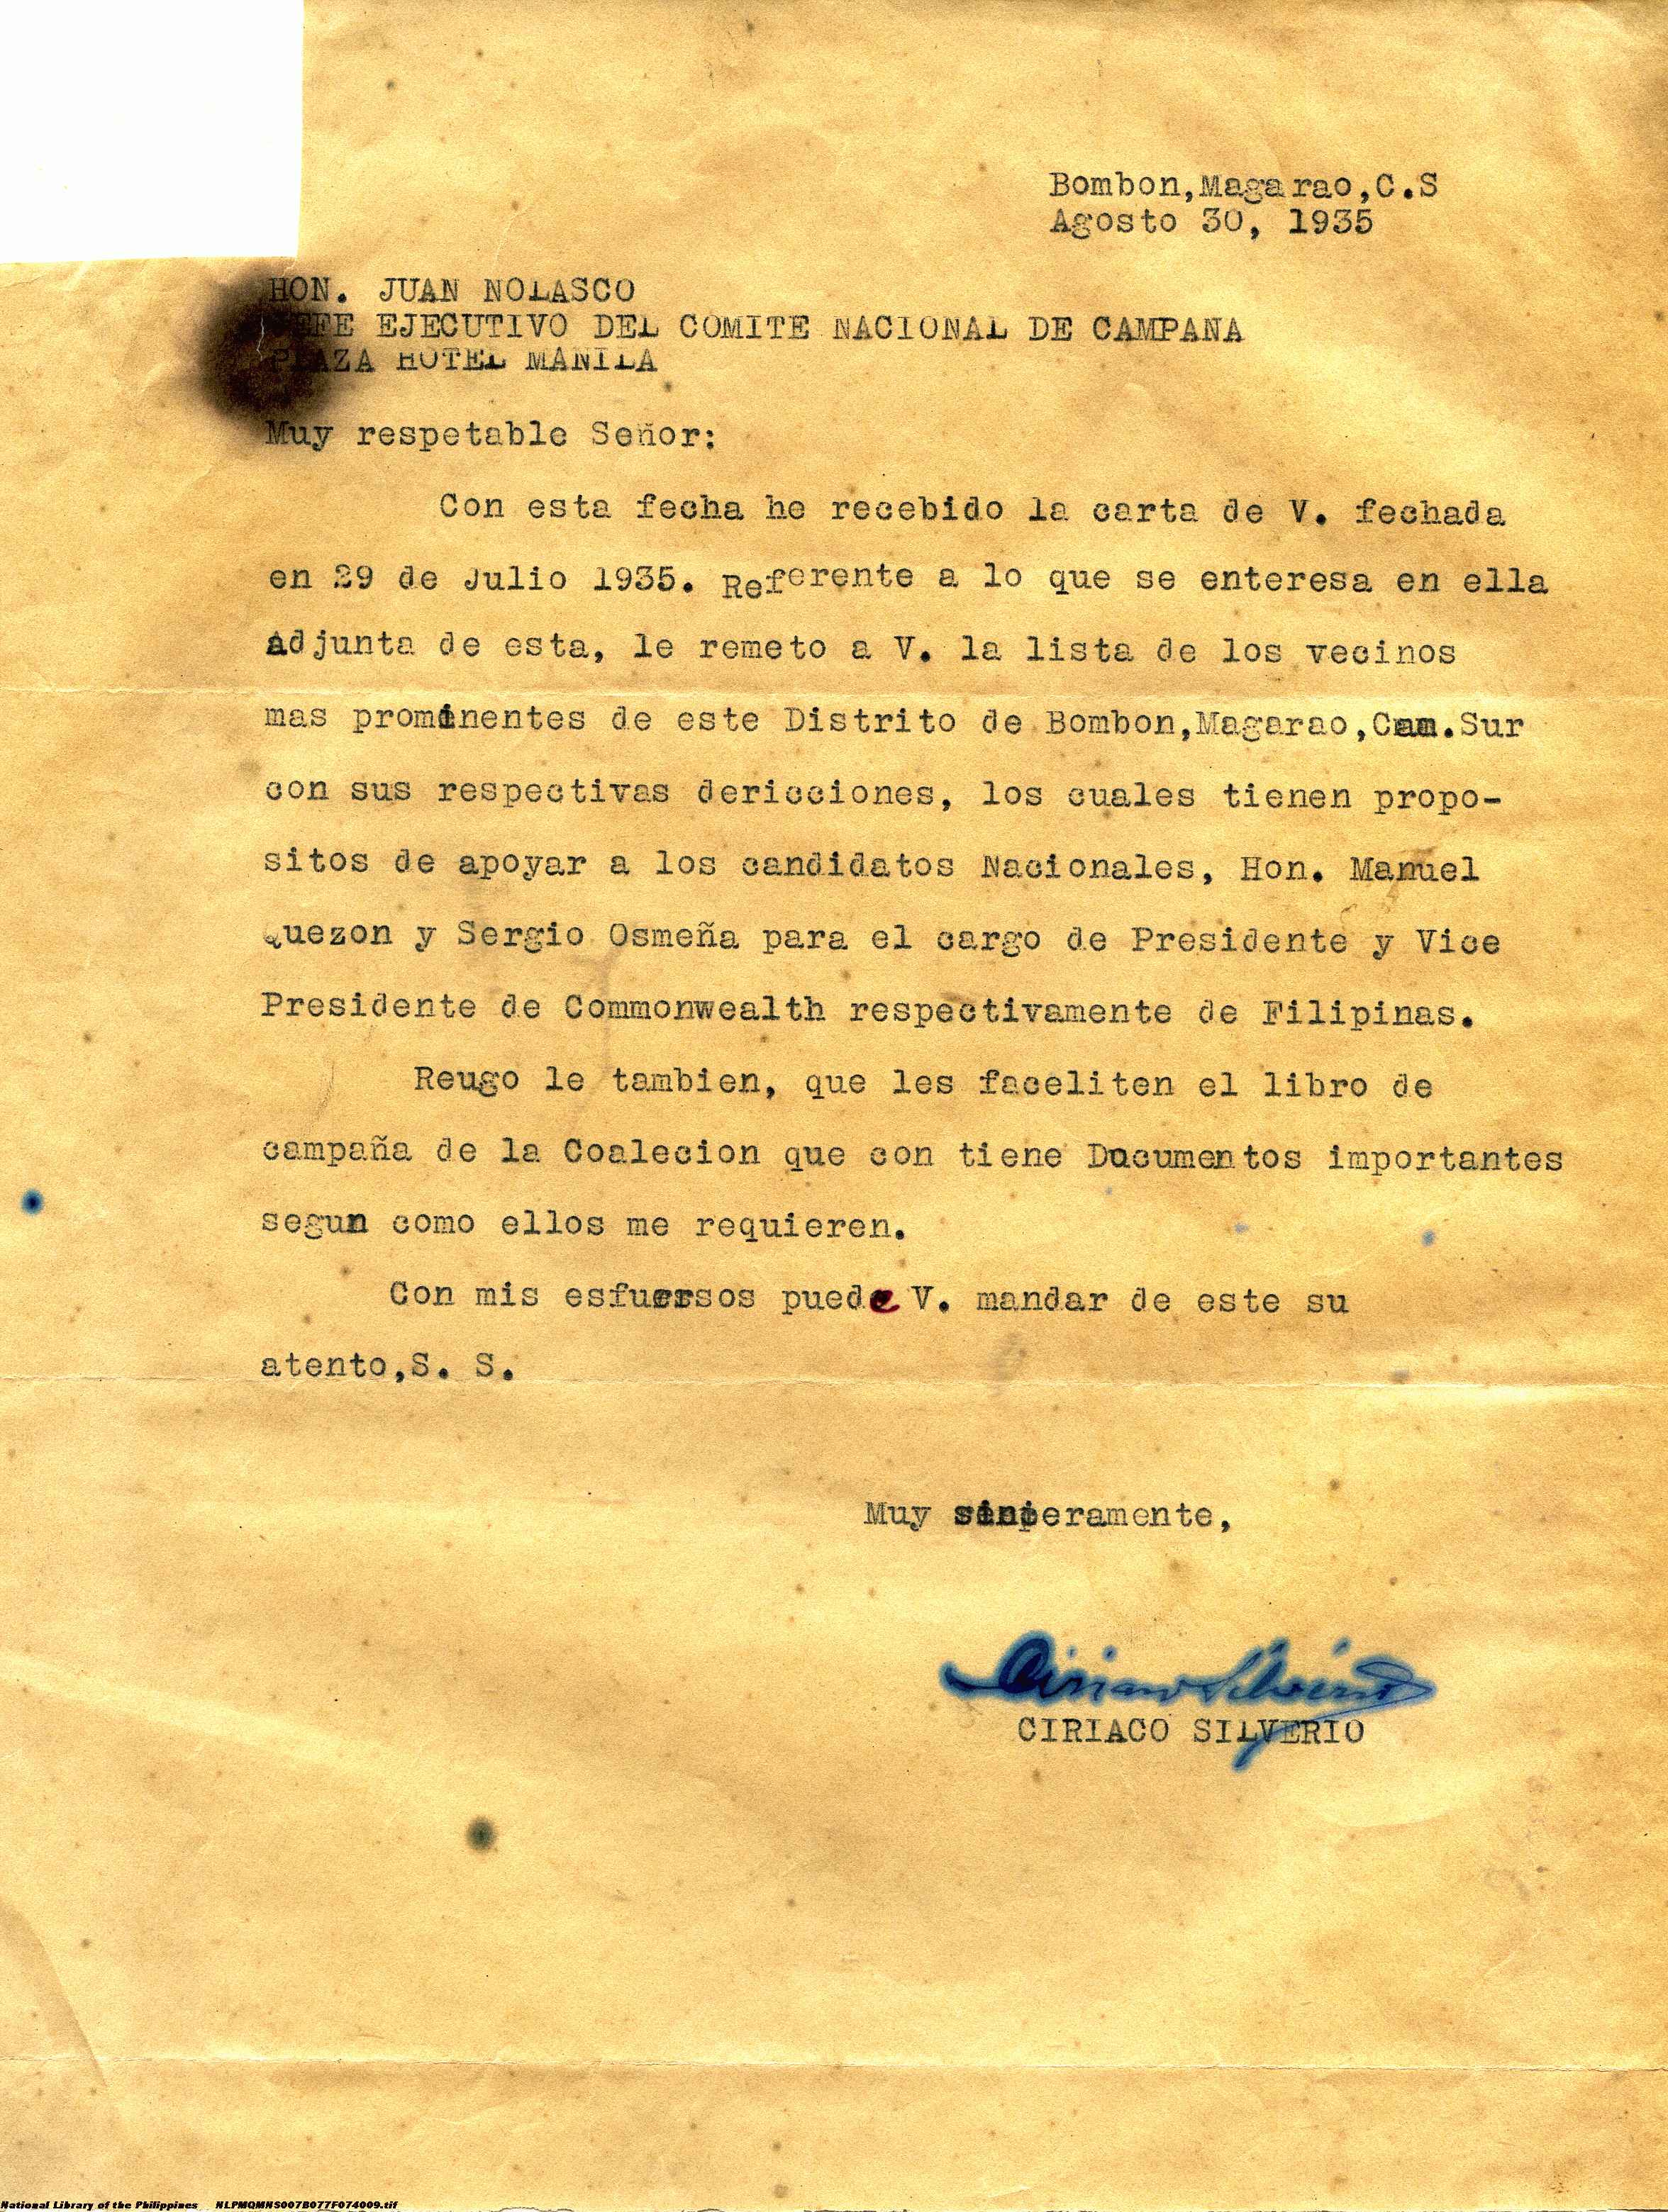 Bombon,Magarao,C.S
Agosto 30, 1935
HON. JUAN NOLASCO
JEFE EJECUTIVO DEL COMITE NACIONAL DE CAMPANA
PLAZA HOTEL MANILA
Muy respetable Señor:
Con esta fecha he recebido la carta de V. fechada
en 29 de Julio 1935. Referente a lo que se enteresa en ella
Adjunta de esta, le remeto a V. la lista de los vecinos
mas prominentes de este Distrito de Bombon,Magarao,Cam.Sur
con sus respectivas dericciones, los cuales tienen propo-
sitos de apoyar a los candidatos Nacionales, Hon. Manuel
Quezon y Sergio Osmeña para el cargo de Presidente y Vice
Presidente de Commonwealth respectivamente de Filipinas.
Reugo le tambien, que les faceliten el libro de
campaña de la Coalecion que con tiene Documentos importantes
segun como ellos me requieren.
Con mis esfuersos puede V. mandar de este su
atento,S. S.
Muy sinceramente,
Ciriaco Silverio
CIRIACO SILVERIO
National Library of the Philippines NLPMQMNS007B077F074009.tif